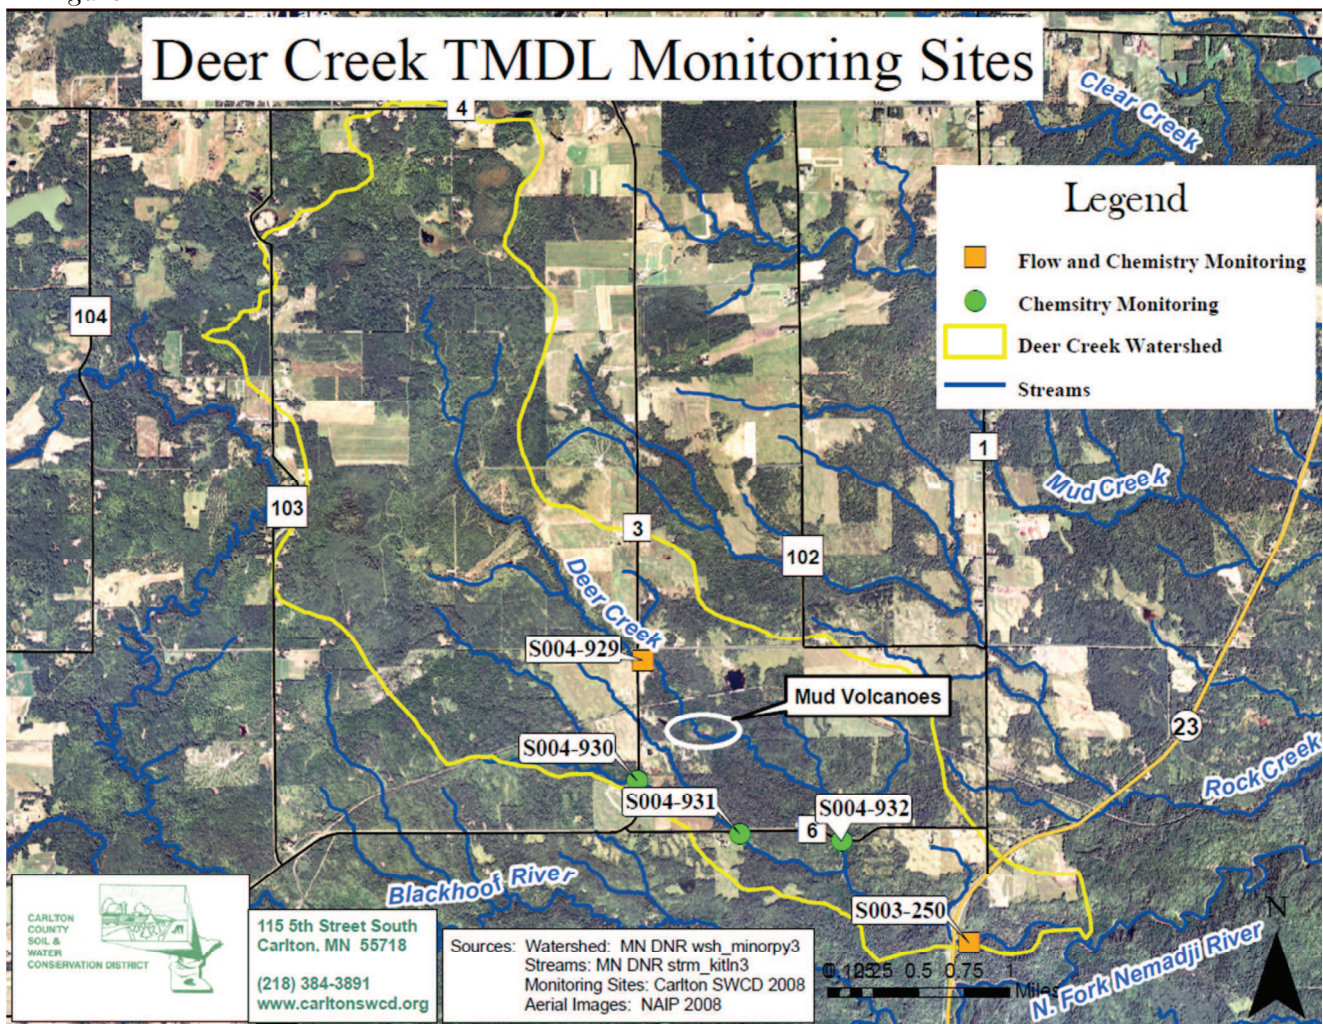 Deer Creek TMDL Monitoring Sites
Clear Creek
4
Legend
Flow and Chemistry Monitoring
Chemsitry Monitoring
Deer Creek Watershed
Streams
104
1
Mud Creek
103
3
102
Deer Creek
S004-929
Mud Volcanoes
23
S004-930
Rock Creek
S004-931
S004-932
6
Blackhoof River
S003-250
N
N. Fork Nemadji River
CARLTON
COUNTY
SOIL &
WATER
CONSERVATION DISTRICT
115 5th Street South
Carlton, MN 55718
(218) 384-3891
www.carltonswcd.org
Sources: Watershed: MN DNR wsh_minorpy3
Streams: MN DNR strm_kitln3
Monitoring Sites: Carlton SWCD 2008
Aerial Images: NAIP 2008
0.5 0.75 1
Miles